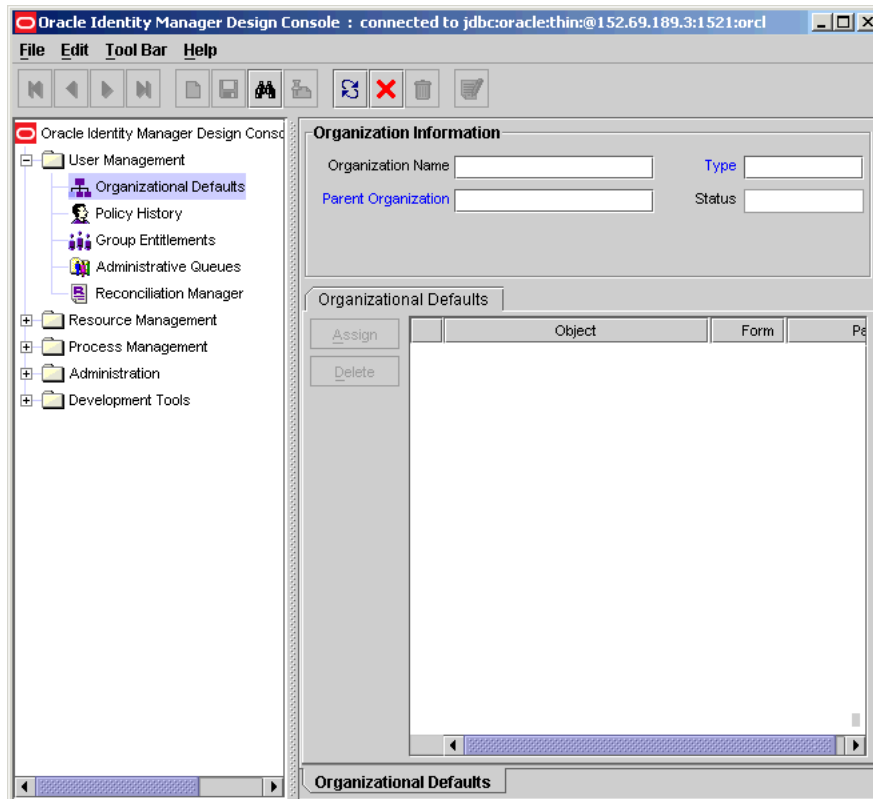 Oracle Identity Manager Design Console : connected to jdbc:oracle:thin:@152.69.189.3:1521:orcl
File Edit Tool Bar Help
Oracle Identity Manager Design Consc
User Management
Organizational Defaults
Policy History
Group Entitlements
Administrative Queues
Reconciliation Manager
Resource Management
Process Management
Administration
Development Tools
Organization Information
Organization Name
Type
Parent Organization
Status
Organizational Defaults
Assign
Delete
Object Form Pa
Organizational Defaults